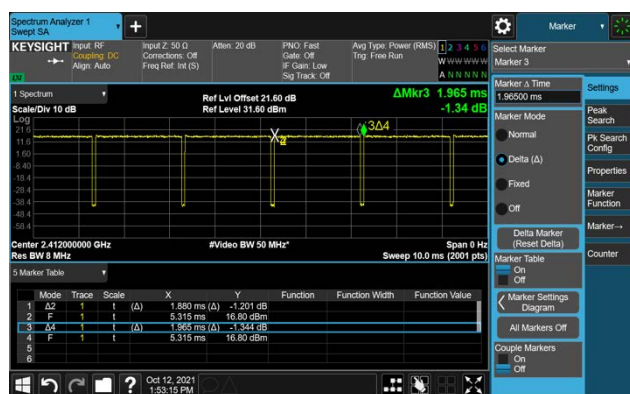 Spectrum Analyzer 1
Swept SA
Marker
KEYSIGHT
Input: RF
Coupling: DC
Align: Auto
Input Z: 50 Ω
Corrections: Off
Freq Ref: Int (S)
Atten: 20 dB
PNO: Fast
Gate: Off
IF Gain: Low
Sig Track: Off
Avg Type: Power (RMS)
Trig: Free Run
1 2 3 4 5 6
W W W W W W
A N N N N N
LXI
Select Marker
Marker 3
1 Spectrum
Scale/Div 10 dB
Ref Lvl Offset 21.60 dB
Ref Level 31.60 dBm
ΔMkr3 1.965 ms
-1.34 dB
Log
21.6
11.6
1.60
-8.40
-18.4
-28.4
-38.4
-48.4
-58.4
3Δ4
X2
Center 2.412000000 GHz
Res BW 8 MHz
#Video BW 50 MHz*
Span 0 Hz
Sweep 10.0 ms (2001 pts)
5 Marker Table
Mode Trace Scale X Y Function Function Width Function Value
1 Δ2 1 t (Δ) 1.880 ms (Δ) -1.201 dB
2 F 1 t 5.315 ms 16.80 dBm
3 Δ4 1 t (Δ) 1.965 ms (Δ) -1.344 dB
4 F 1 t 5.315 ms 16.80 dBm
5
6
Marker Δ Time
1.96500 ms
Marker Mode
Normal
Delta (Δ)
Fixed
Off
Delta Marker
(Reset Delta)
Marker Table
On
Off
Marker Settings
Diagram
All Markers Off
Couple Markers
On
Off
Settings
Peak
Search
Pk Search
Config
Properties
Marker
Function
Marker→
Counter
?
Oct 12, 2021
1:53:15 PM